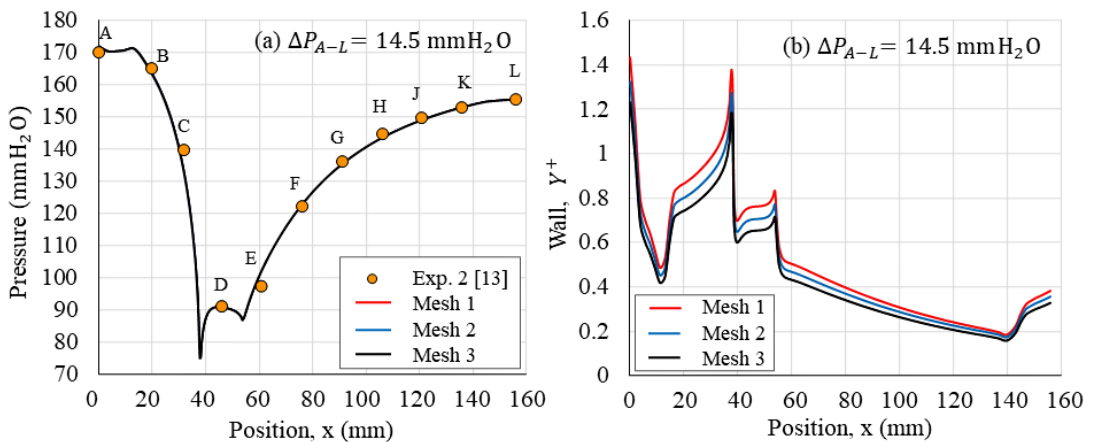 (a) ΔP_{A−L} = 14.5 mmH₂O
Pressure (mmH₂O)
180
170
160
150
140
130
120
110
100
90
80
70
A
B
C
D
E
F
G
H
J
K
L
Exp. 2 [13]
Mesh 1
Mesh 2
Mesh 3
0 20 40 60 80 100 120 140 160
Position, x (mm)
(b) ΔP_{A−L} = 14.5 mmH₂O
Wall, Y⁺
1.6
1.4
1.2
1
0.8
0.6
0.4
0.2
0
Mesh 1
Mesh 2
Mesh 3
0 20 40 60 80 100 120 140 160
Position, x (mm)